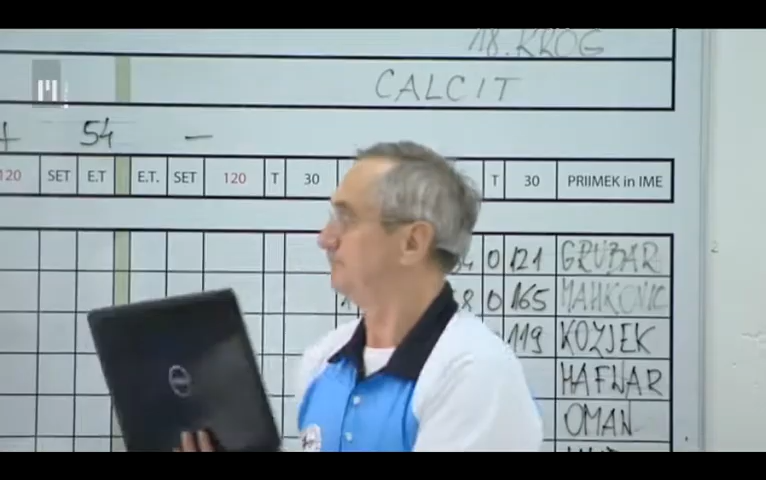 18. KROG
CALCIT
54 –
120 SET E.T E.T. SET 120 T 30 T 30 PRIIMEK in IME
0 121 GRUBAR
8 0 165 MAHKOVIC
119 KOZJEK
HAFNAR
OMAN
DELL